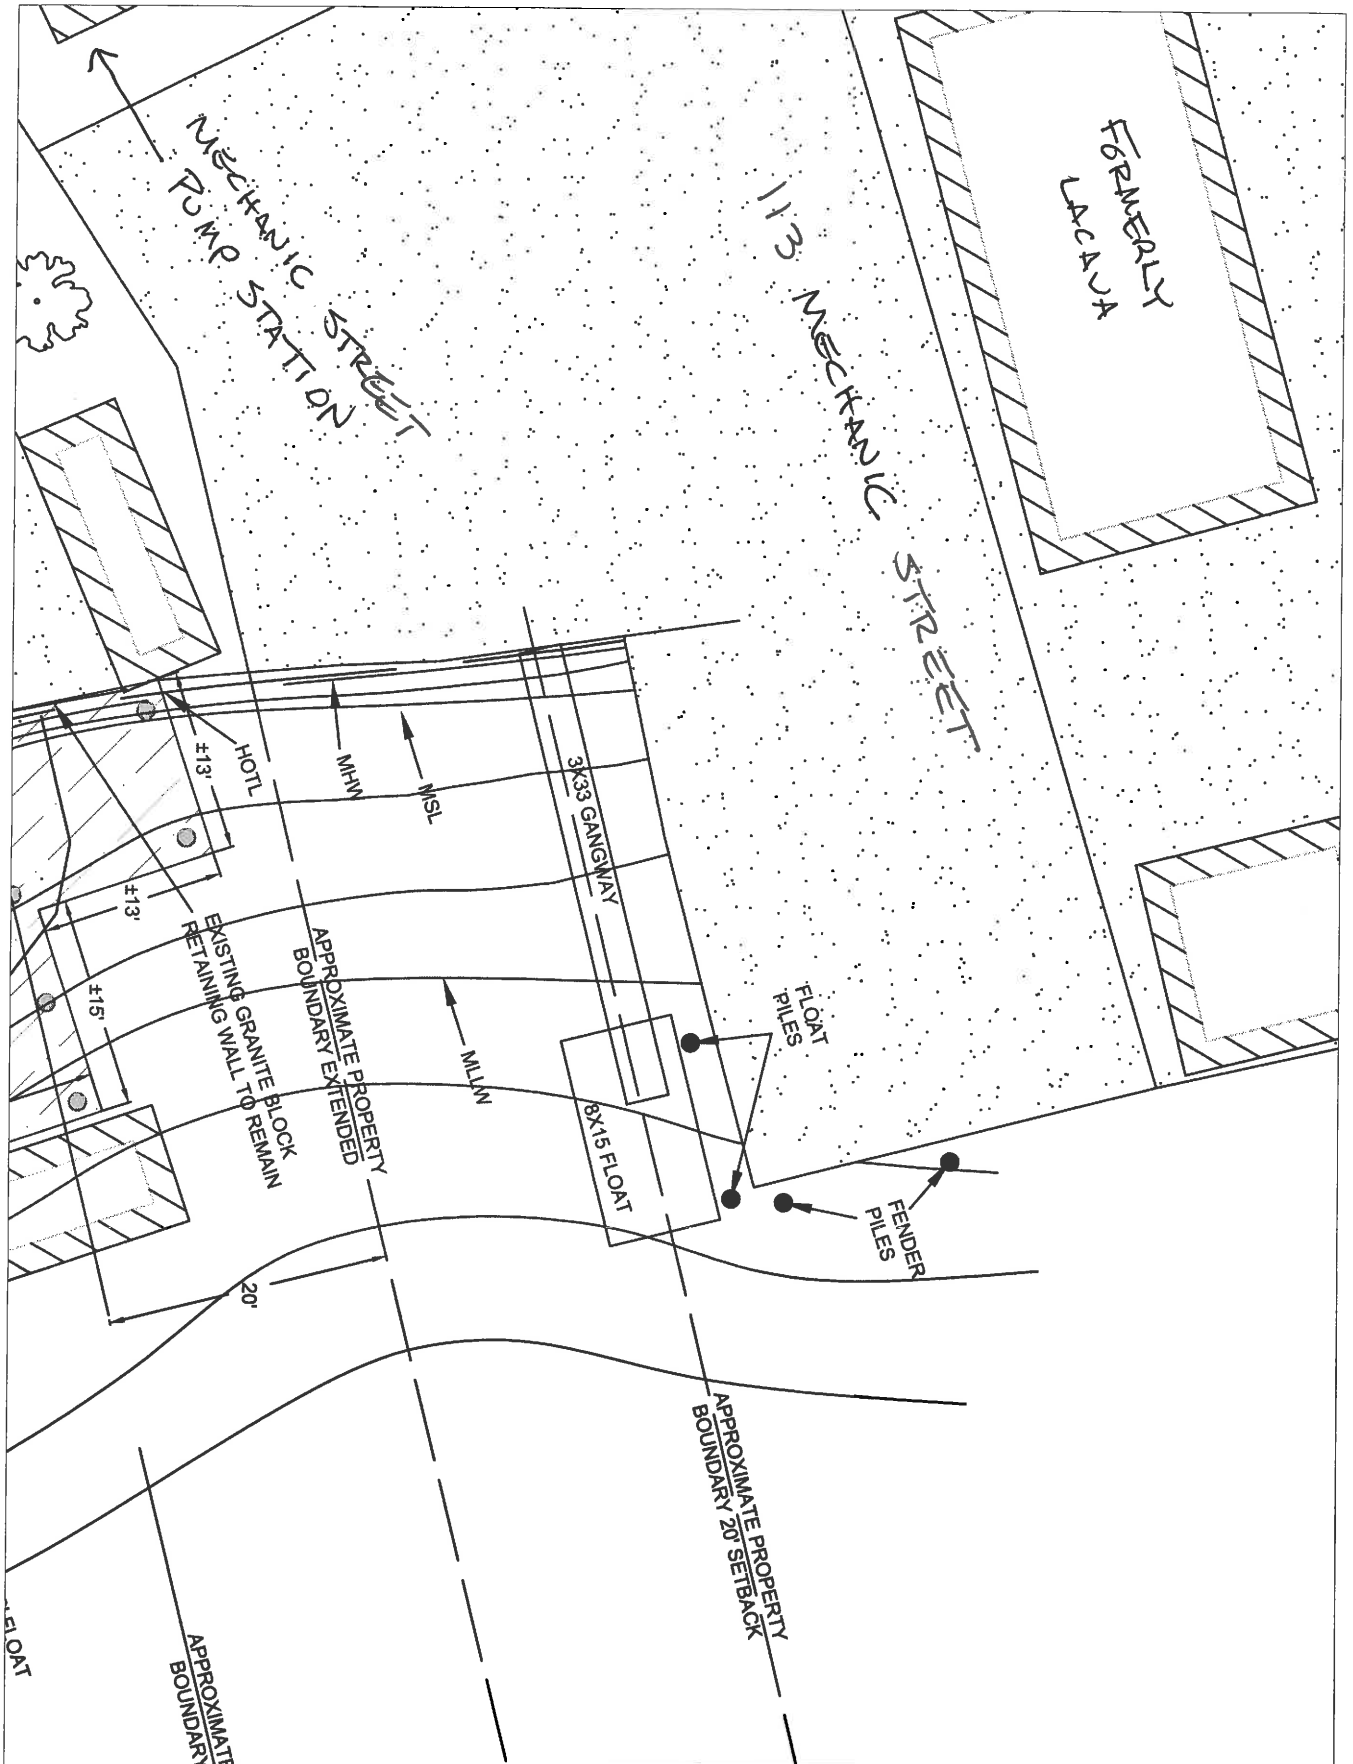 MECHANIC STREET
PUMP STATION
113 MECHANIC STREET
FORMERLY
LACAVA
HOTL
MHW
MSL
±13'
±13'
±15'
3X33 GANGWAY
EXISTING GRANITE BLOCK
RETAINING WALL TO REMAIN
APPROXIMATE PROPERTY
BOUNDARY EXTENDED
MLLW
FLOAT
PILES
8X15 FLOAT
FENDER
PILES
20'
APPROXIMATE PROPERTY
BOUNDARY 20' SETBACK
APPROXIMATE
BOUNDARY
FLOAT